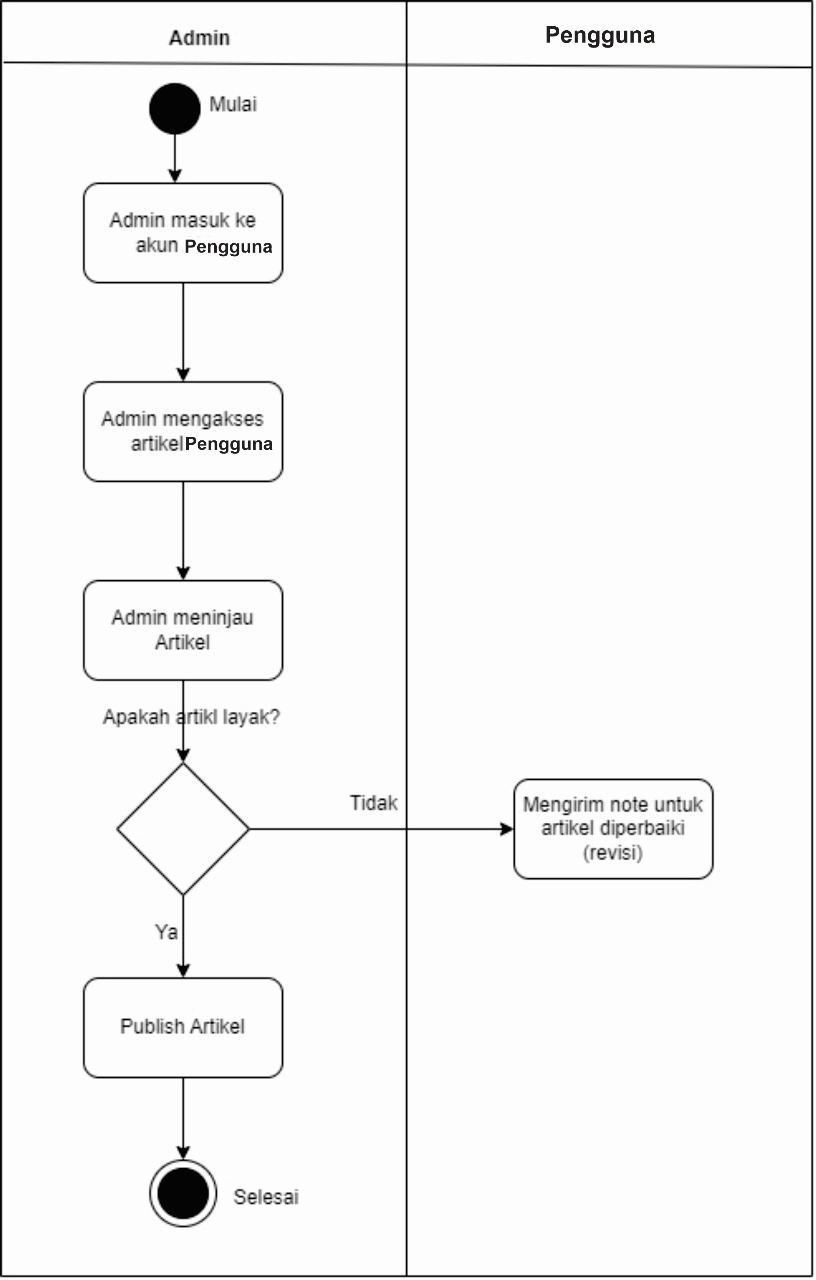 Admin
Pengguna
Mulai
Admin masuk ke
akun Pengguna
Admin mengakses
artikelPengguna
Admin meninjau
Artikel
Apakah artikl layak?
Tidak
Mengirim note untuk
artikel diperbaiki
(revisi)
Ya
Publish Artikel
Selesai